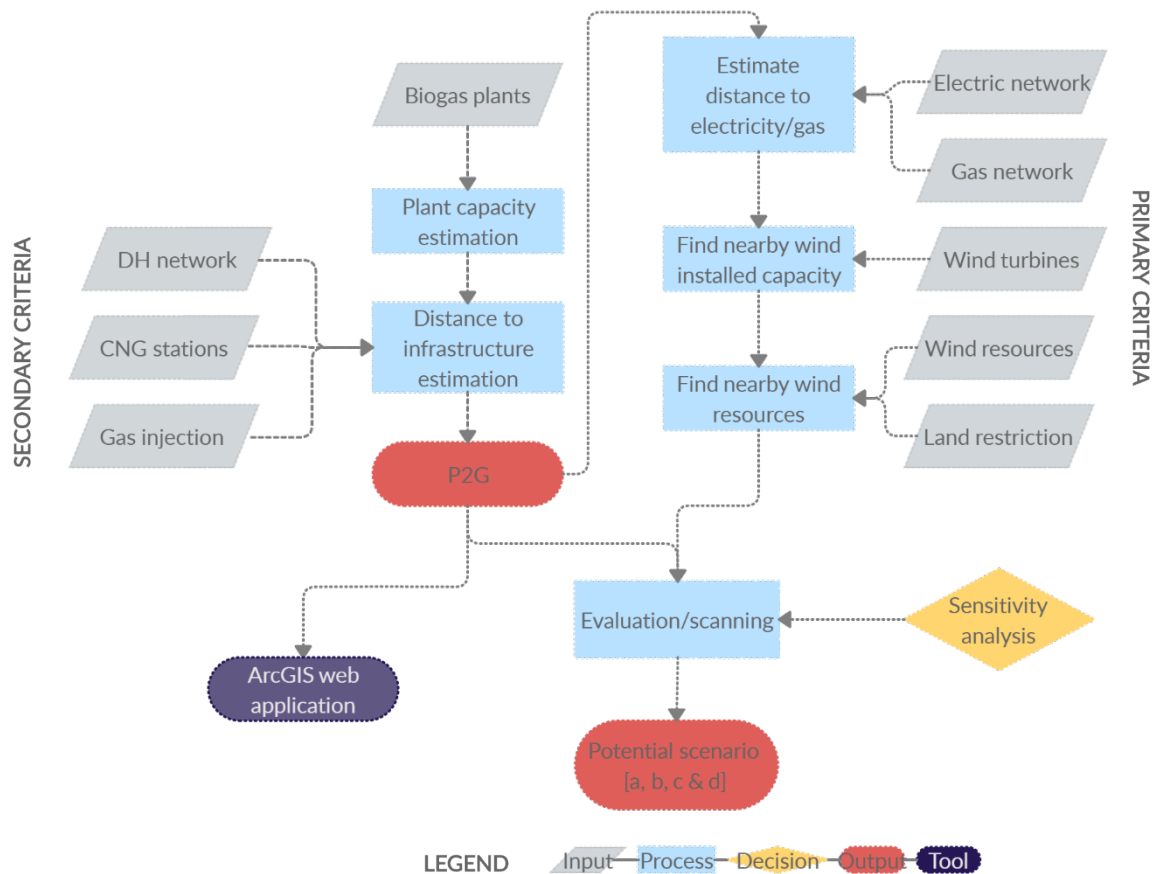 Biogas plants
Plant capacity
estimation
SECONDARY CRITERIA
DH network
CNG stations
Gas injection
Distance to
infrastructure
estimation
P2G
ArcGIS web
application
Estimate
distance to
electricity/gas
Electric network
Gas network
PRIMARY CRITERIA
Find nearby wind
installed capacity
Wind turbines
Find nearby wind
resources
Wind resources
Land restriction
Evaluation/scanning
Sensitivity
analysis
Potential scenario
[a, b, c & d]
LEGEND
Input
Process
Decision
Output
Tool